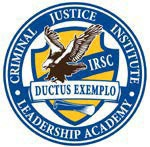 CRIMINAL JUSTICE INSTITUTE
IRSC
DUCTUS EXEMPLO
LEADERSHIP ACADEMY